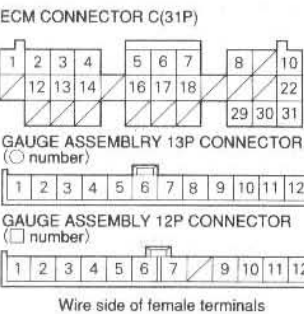 ECM CONNECTOR C(31P)
1 2 3 4 5 6 7 8 10
12 13 14 16 17 18 22
29 30 31
GAUGE ASSEMBLRY 13P CONNECTOR
(○ number)
1 2 3 4 5 6 7 8 9 10 11 12
GAUGE ASSEMBLY 12P CONNECTOR
(□ number)
1 2 3 4 5 6 7 9 10 11 12
Wire side of female terminals